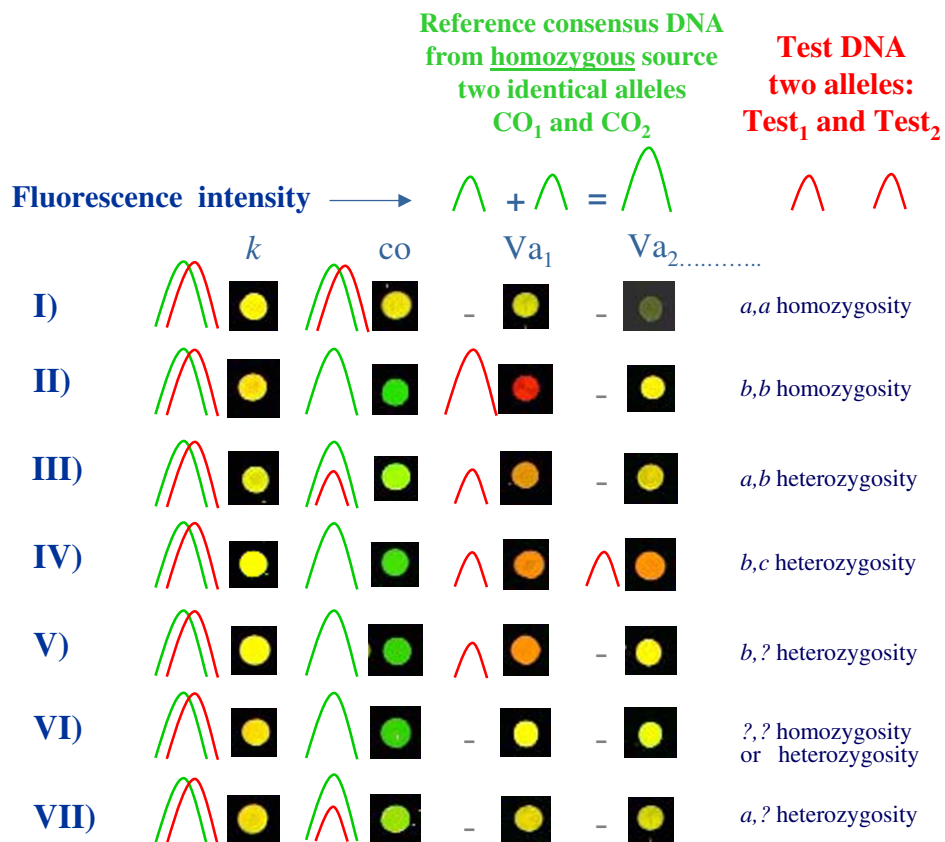 Reference consensus DNA
from homozygous source
two identical alleles
CO₁ and CO₂
Test DNA
two alleles:
Test₁ and Test₂
Fluorescence intensity + =
k co Va₁ Va₂...........
I) - - a,a homozygosity
II) - b,b homozygosity
III) - a,b heterozygosity
IV) b,c heterozygosity
V) - b,? heterozygosity
VI) - - ?,? homozygosity
or heterozygosity
VII) - - a,? heterozygosity